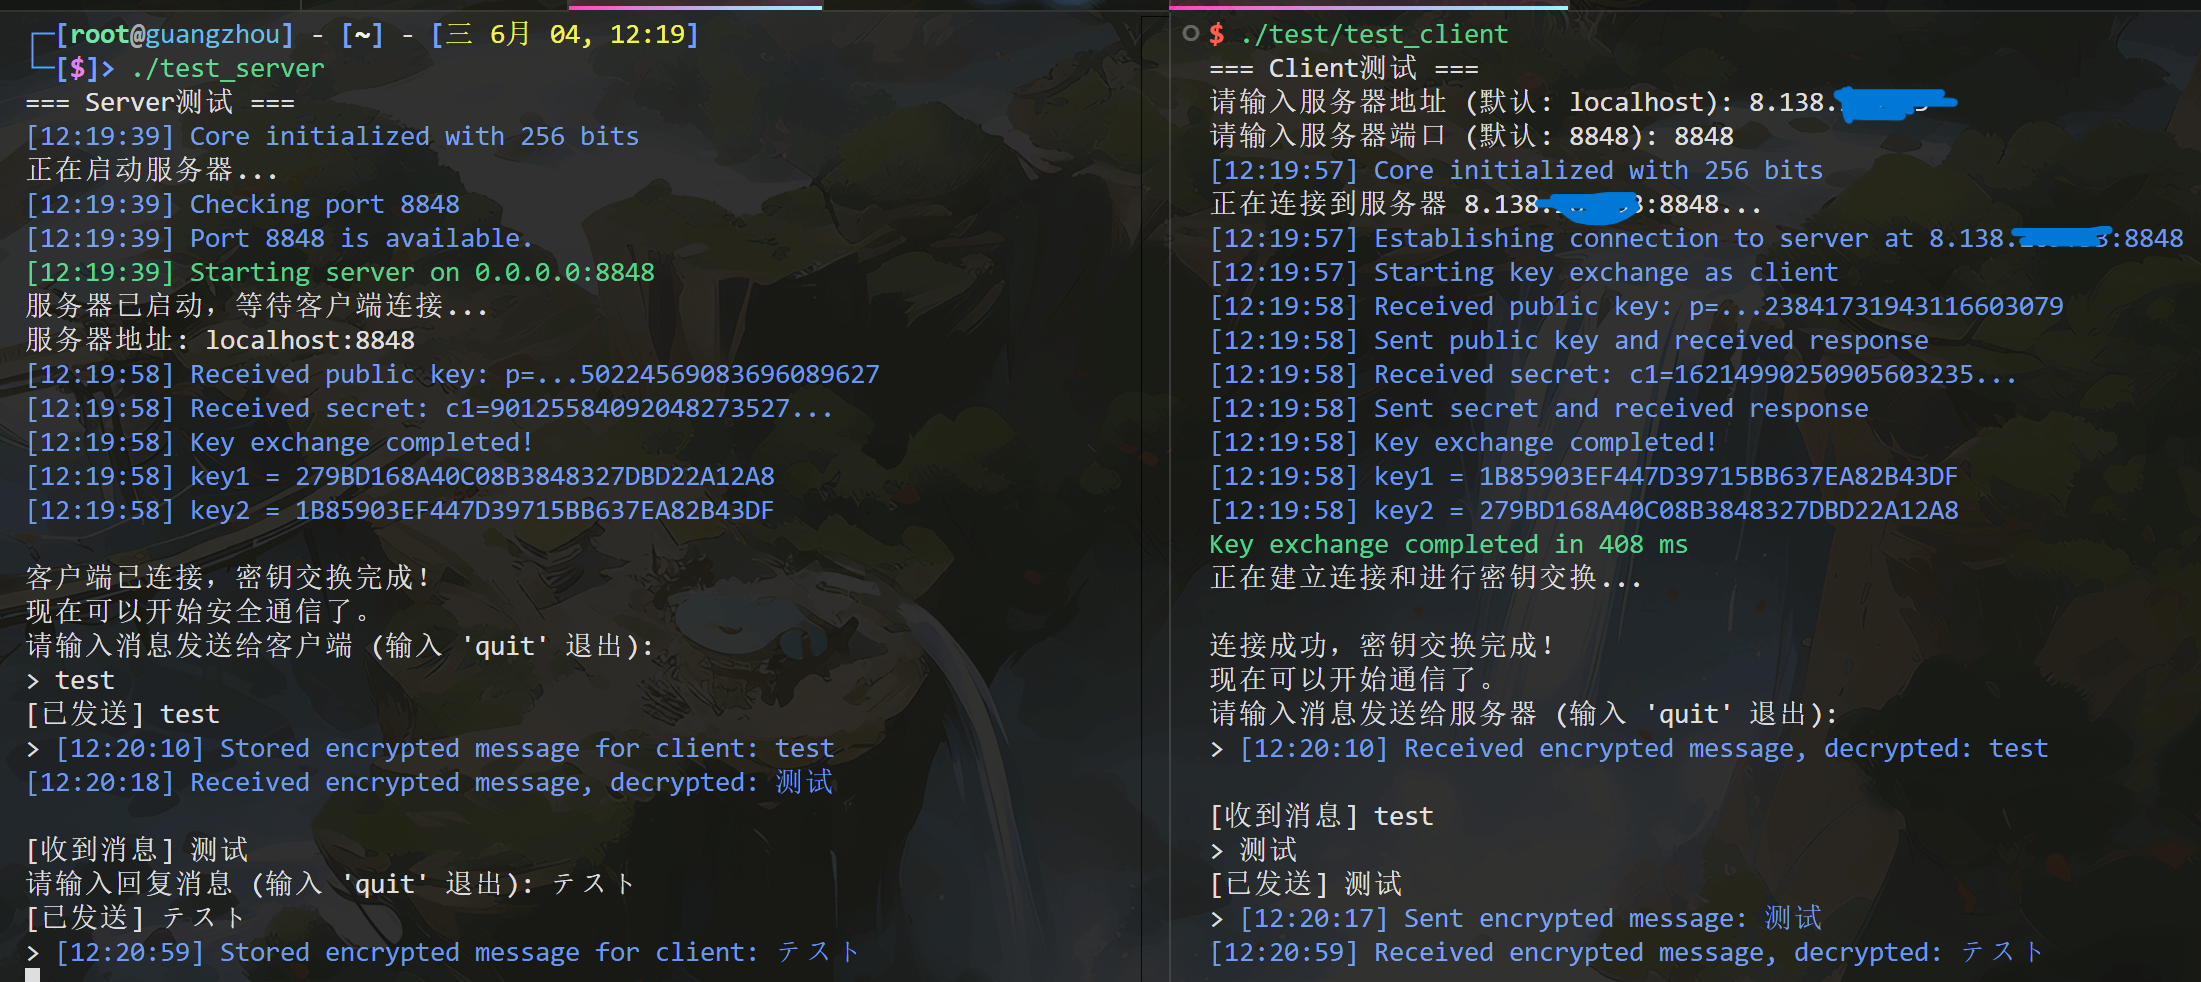 [root@guangzhou] - [~] - [三 6月 04, 12:19]
[$]> ./test_server
=== Server测试 ===
[12:19:39] Core initialized with 256 bits
正在启动服务器...
[12:19:39] Checking port 8848
[12:19:39] Port 8848 is available.
[12:19:39] Starting server on 0.0.0.0:8848
服务器已启动，等待客户端连接...
服务器地址: localhost:8848
[12:19:58] Received public key: p=...50224569083696089627
[12:19:58] Received secret: c1=90125584092048273527...
[12:19:58] Key exchange completed!
[12:19:58] key1 = 279BD168A40C08B3848327DBD22A12A8
[12:19:58] key2 = 1B85903EF447D39715BB637EA82B43DF
客户端已连接，密钥交换完成！
现在可以开始安全通信了。
请输入消息发送给客户端 (输入 'quit' 退出):
> test
[已发送] test
> [12:20:10] Stored encrypted message for client: test
[12:20:18] Received encrypted message, decrypted: 测试
[收到消息] 测试
请输入回复消息 (输入 'quit' 退出): テスト
[已发送] テスト
> [12:20:59] Stored encrypted message for client: テスト
$ ./test/test_client
=== Client测试 ===
请输入服务器地址 (默认: localhost): 8.138.
请输入服务器端口 (默认: 8848): 8848
[12:19:57] Core initialized with 256 bits
正在连接到服务器 8.138.:8848...
[12:19:57] Establishing connection to server at 8.138.:8848
[12:19:57] Starting key exchange as client
[12:19:58] Received public key: p=...23841731943116603079
[12:19:58] Sent public key and received response
[12:19:58] Received secret: c1=16214990250905603235...
[12:19:58] Sent secret and received response
[12:19:58] Key exchange completed!
[12:19:58] key1 = 1B85903EF447D39715BB637EA82B43DF
[12:19:58] key2 = 279BD168A40C08B3848327DBD22A12A8
Key exchange completed in 408 ms
正在建立连接和进行密钥交换...
连接成功，密钥交换完成！
现在可以开始通信了。
请输入消息发送给服务器 (输入 'quit' 退出):
> [12:20:10] Received encrypted message, decrypted: test
[收到消息] test
> 测试
[已发送] 测试
> [12:20:17] Sent encrypted message: 测试
[12:20:59] Received encrypted message, decrypted: テスト